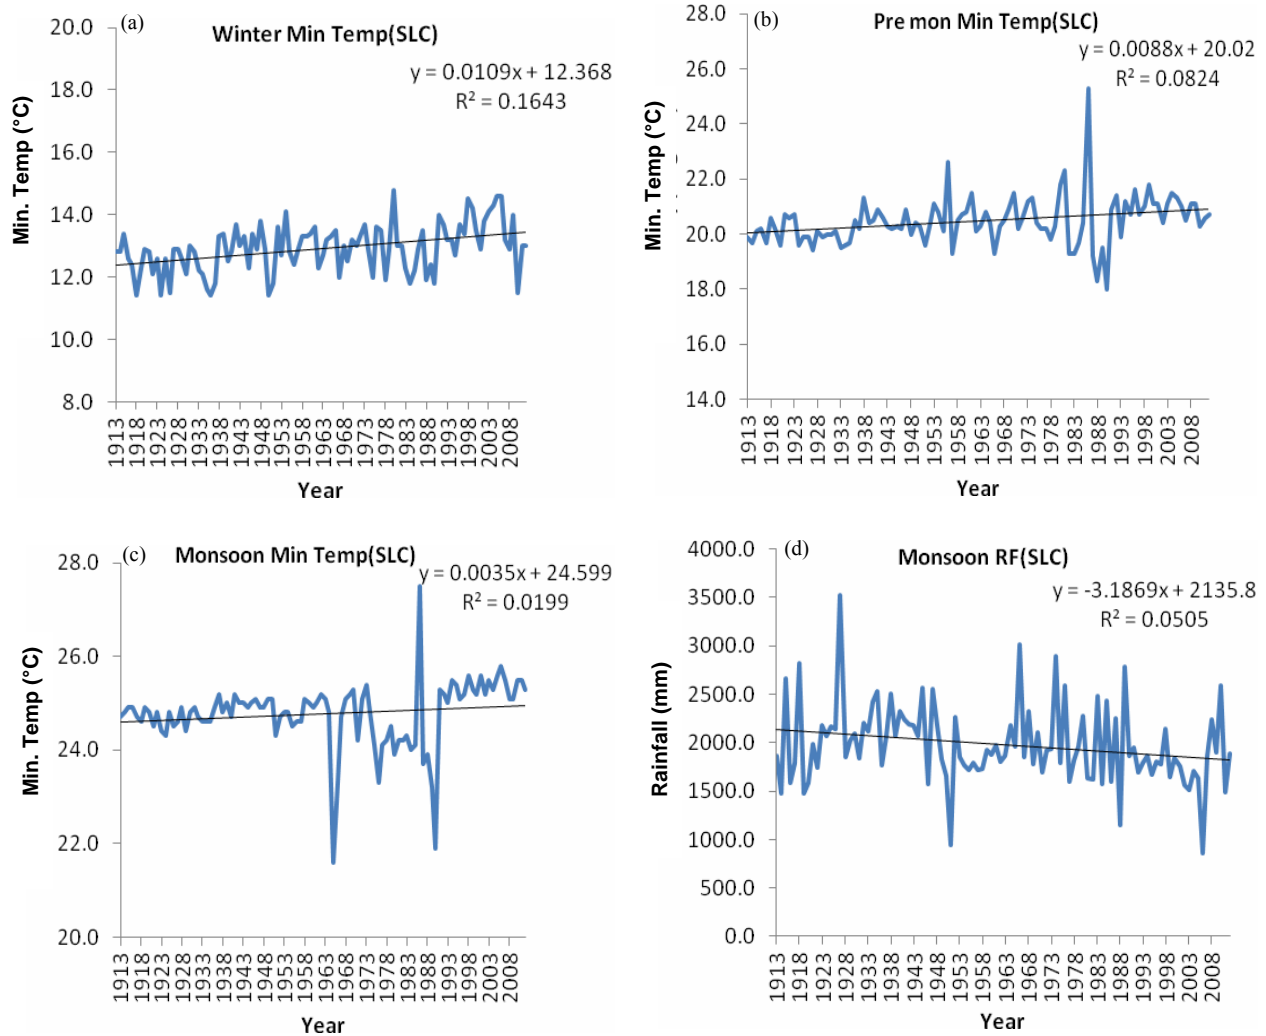 (a)
Winter Min Temp(SLC)
y = 0.0109x + 12.368
R² = 0.1643
Min. Temp (°C)
20.0
18.0
16.0
14.0
12.0
10.0
8.0
1913 1918 1923 1928 1933 1938 1943 1948 1953 1958 1963 1968 1973 1978 1983 1988 1993 1998 2003 2008
Year
(b)
Pre mon Min Temp(SLC)
y = 0.0088x + 20.02
R² = 0.0824
Min. Temp (°C)
28.0
26.0
24.0
22.0
20.0
18.0
16.0
14.0
1913 1918 1923 1928 1933 1938 1943 1948 1953 1958 1963 1968 1973 1978 1983 1988 1993 1998 2003 2008
Year
(c)
Monsoon Min Temp(SLC)
y = 0.0035x + 24.599
R² = 0.0199
Min. Temp (°C)
28.0
26.0
24.0
22.0
20.0
1913 1918 1923 1928 1933 1938 1943 1948 1953 1958 1963 1968 1973 1978 1983 1988 1993 1998 2003 2008
Year
(d)
Monsoon RF(SLC)
y = -3.1869x + 2135.8
R² = 0.0505
Rainfall (mm)
4000.0
3500.0
3000.0
2500.0
2000.0
1500.0
1000.0
500.0
0.0
1913 1918 1923 1928 1933 1938 1943 1948 1953 1958 1963 1968 1973 1978 1983 1988 1993 1998 2003 2008
Year